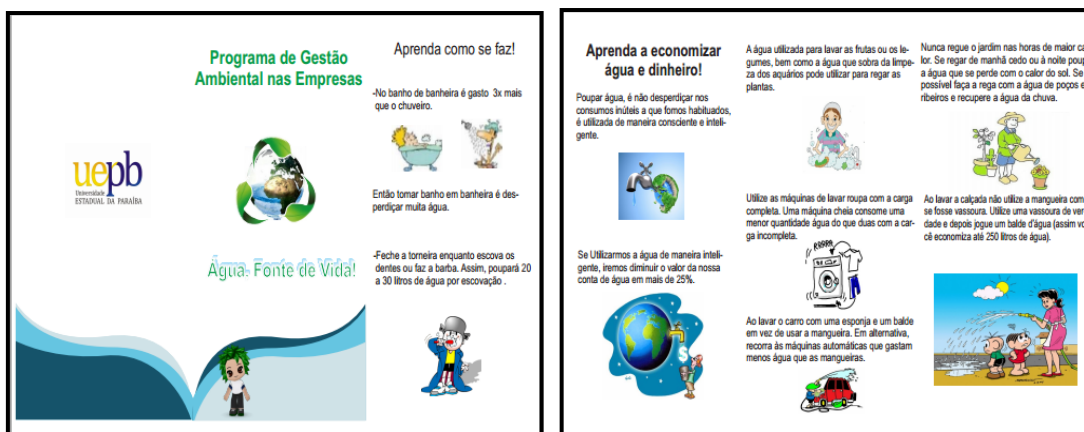 uepb
Universidade
ESTADUAL DA PARAÍBA
Programa de Gestão
Ambiental nas Empresas
Água, Fonte de Vida!
Aprenda como se faz!
-No banho de banheira é gasto 3x mais
que o chuveiro.
Então tomar banho em banheira é des-
perdiçar muita água.
-Feche a torneira enquanto escova os
dentes ou faz a barba. Assim, poupará 20
a 30 litros de água por escovação .
Aprenda a economizar
água e dinheiro!
Poupar água, é não desperdiçar nos
consumos inúteis a que fomos habituados,
é utilizada de maneira consciente e inteli-
gente.
Se Utilizarmos a água de maneira inteli-
gente, iremos diminuir o valor da nossa
conta de água em mais de 25%.
A água utilizada para lavar as frutas ou os le-
gumes, bem como a água que sobra da limpe-
za dos aquários pode utilizar para regar as
plantas.
Utilize as máquinas de lavar roupa com a carga
completa. Uma máquina cheia consome uma
menor quantidade água do que duas com a car-
ga incompleta.
RRRRR
Ao lavar o carro com uma esponja e um balde
em vez de usar a mangueira. Em alternativa,
recorra às máquinas automáticas que gastam
menos água que as mangueiras.
Nunca regue o jardim nas horas de maior ca
lor. Se regar de manhã cedo ou à noite poup
a água que se perde com o calor do sol. Se
possível faça a rega com a água de poços e
ribeiros e recupere a água da chuva.
Ao lavar a calçada não utilize a mangueira com
se fosse vassoura. Utilize uma vassoura de ver
dade e depois jogue um balde d'água (assim vo
cê economiza até 250 litros de água).